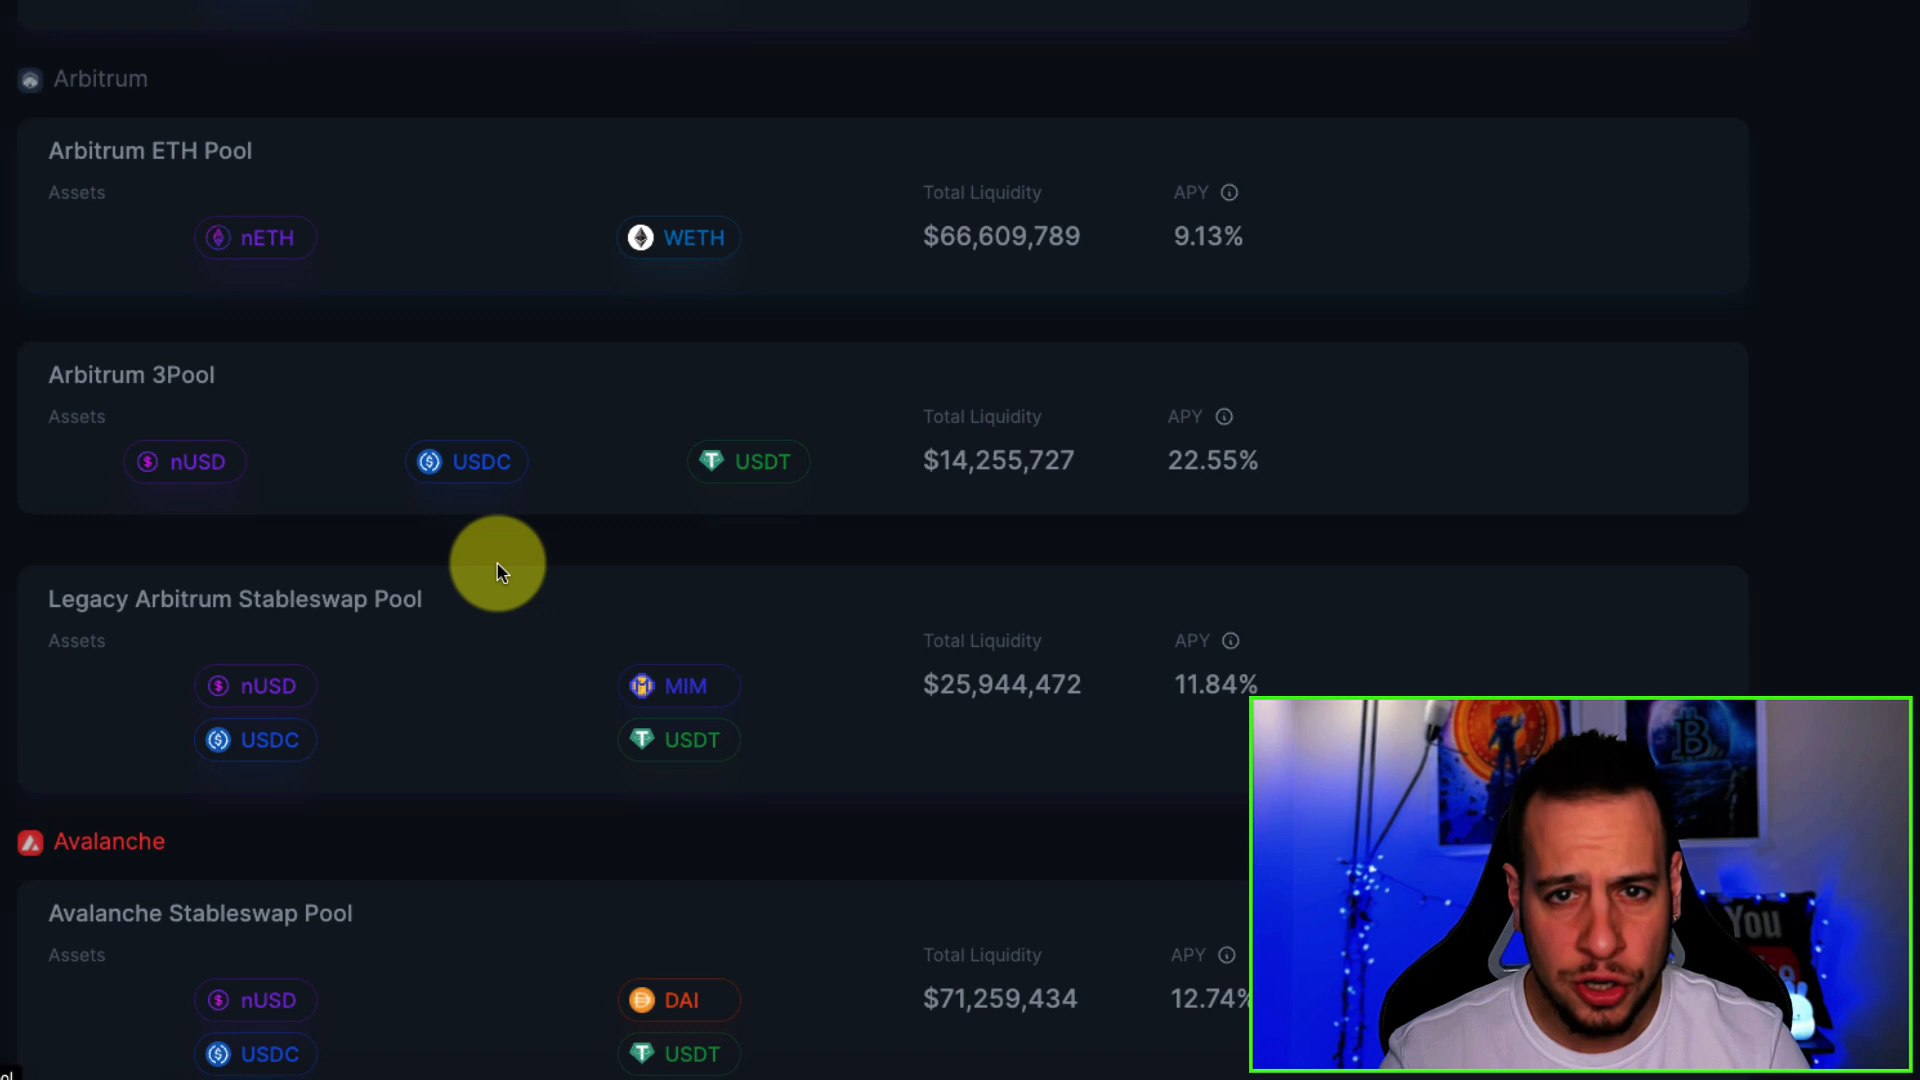 Arbitrum
Arbitrum ETH Pool
Assets
Total Liquidity
APY
nETH
WETH
$66,609,789
9.13%
Arbitrum 3Pool
Assets
Total Liquidity
APY
nUSD
USDC
USDT
$14,255,727
22.55%
Legacy Arbitrum Stableswap Pool
Assets
Total Liquidity
APY
nUSD
MIM
$25,944,472
11.84%
USDC
USDT
Avalanche
Avalanche Stableswap Pool
Assets
Total Liquidity
APY
nUSD
DAI
$71,259,434
12.74%
USDC
USDT
You